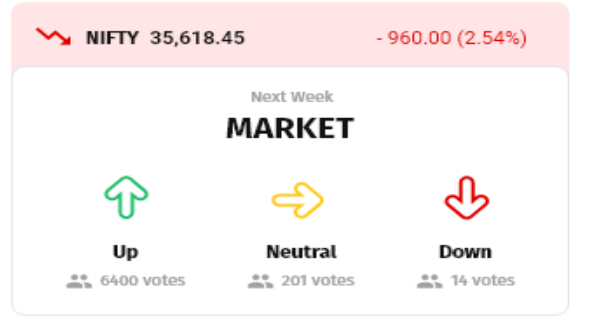 NIFTY 35,618.45 - 960.00 (2.54%)
Next Week
MARKET
Up Neutral Down
6400 votes 201 votes 14 votes